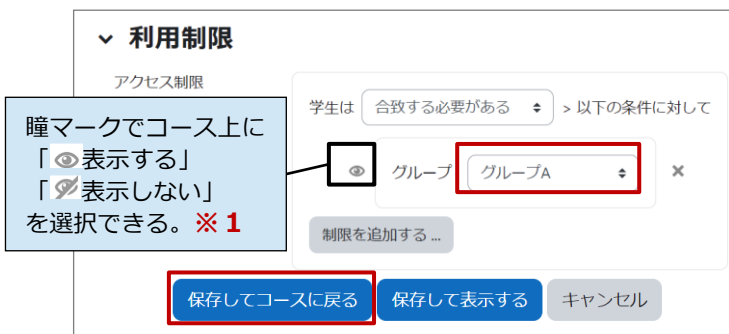 利用制限
アクセス制限
学生は 合致する必要がある > 以下の条件に対して
瞳マークでコース上に
「表示する」
「表示しない」
を選択できる。※1
グループ グループA ×
制限を追加する ...
保存してコースに戻る 保存して表示する キャンセル